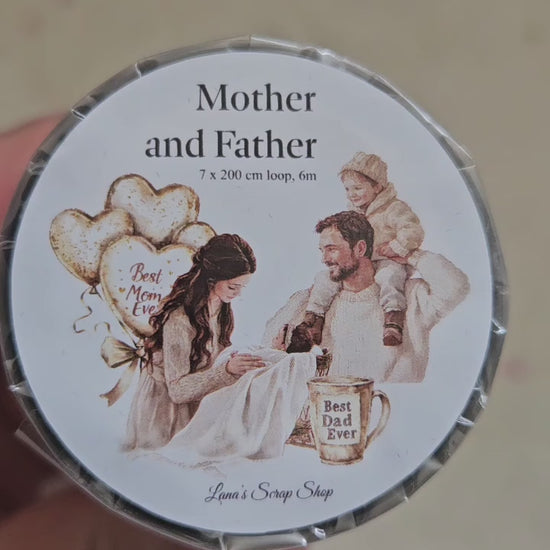 Mother
and Father
7 x 200 cm loop, 6m
Best
Mom
Ever
Best
Dad
Ever
Lana's Scrap Shop